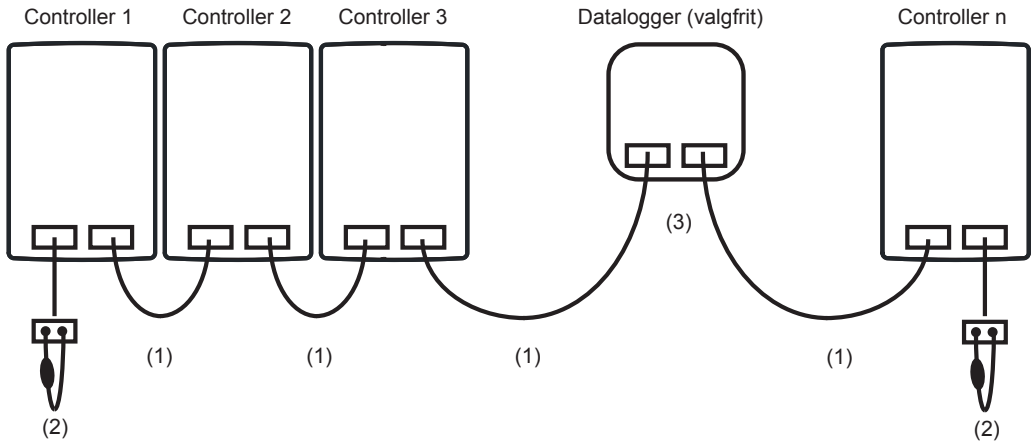 Controller 1
Controller 2
Controller 3
Datalogger (valgfrit)
Controller n
(3)
(1)
(1)
(1)
(1)
(2)
(2)